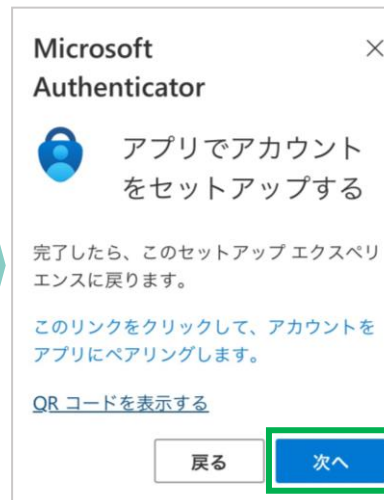 Microsoft
Authenticator
アプリでアカウント
をセットアップする
完了したら、このセットアップ エクスペリ
エンスに戻ります。
このリンクをクリックして、アカウントを
アプリにペアリングします。
QR コードを表示する
戻る
次へ